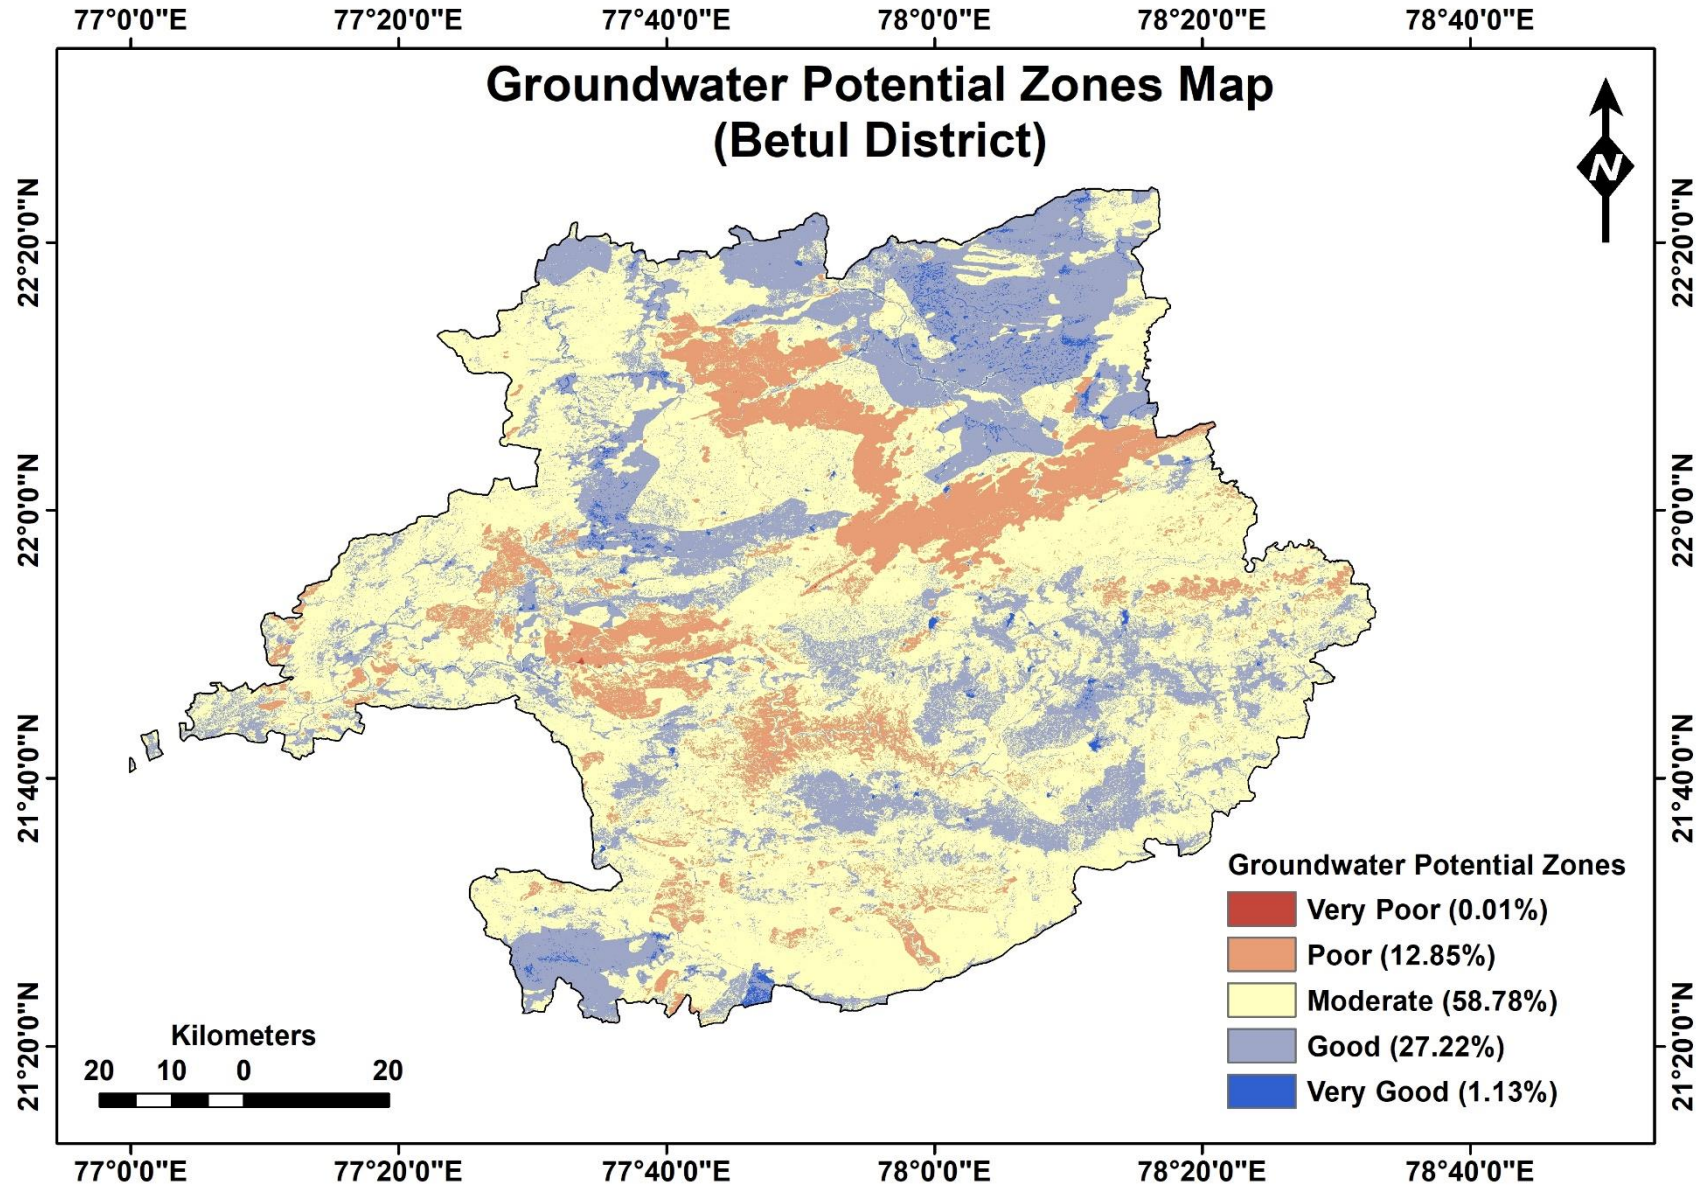 77°0'0"E 77°20'0"E 77°40'0"E 78°0'0"E 78°20'0"E 78°40'0"E
Groundwater Potential Zones Map
(Betul District)
N
22°20'0"N
22°20'0"N
22°0'0"N
22°0'0"N
21°40'0"N
21°40'0"N
21°20'0"N
21°20'0"N
Groundwater Potential Zones
Very Poor (0.01%)
Poor (12.85%)
Moderate (58.78%)
Good (27.22%)
Very Good (1.13%)
Kilometers
20 10 0 20
77°0'0"E 77°20'0"E 77°40'0"E 78°0'0"E 78°20'0"E 78°40'0"E